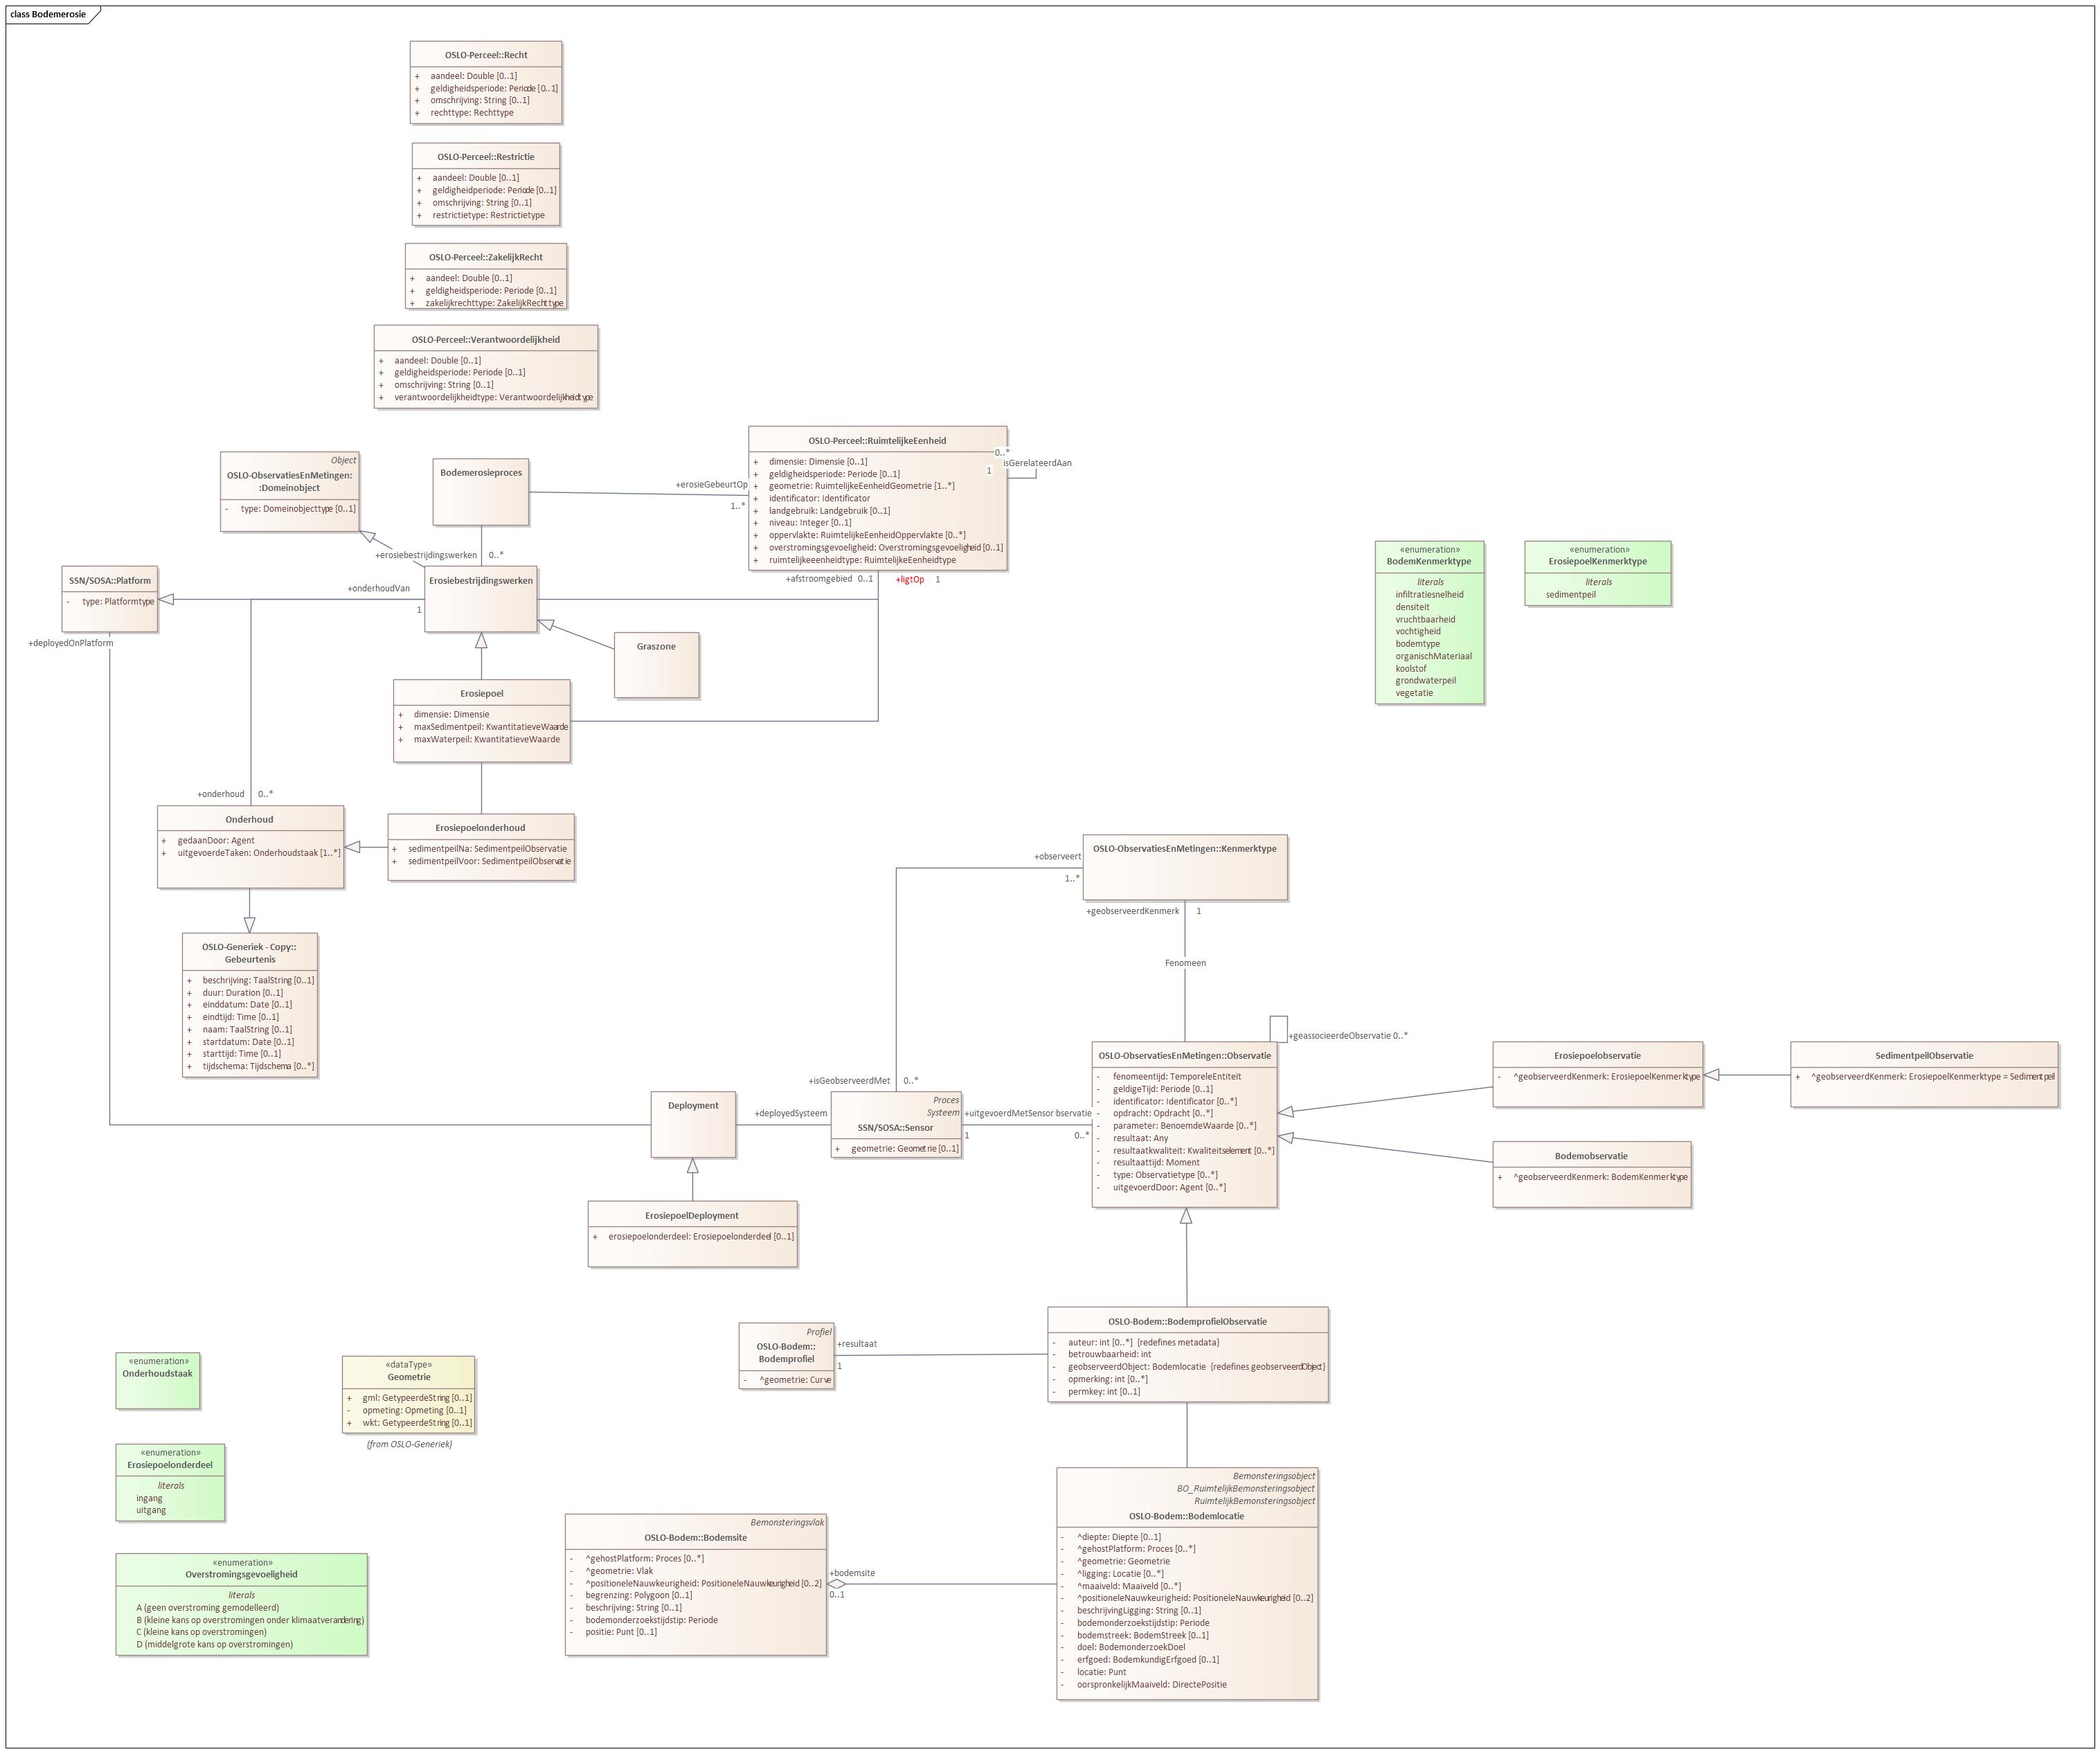 class Bodemerosie
OSLO-Perceel::Recht
+ aandeel: Double [0..1]
+ geldigheidsperiode: Periode [0..1]
+ omschrijving: String [0..1]
+ rechttype: Rechttype
OSLO-Perceel::Restrictie
+ aandeel: Double [0..1]
+ geldigheidperiode: Periode [0..1]
+ omschrijving: String [0..1]
+ restrictietype: Restrictietype
OSLO-Perceel::ZakelijkRecht
+ aandeel: Double [0..1]
+ geldigheidsperiode: Periode [0..1]
+ zakelijkrechttype: ZakelijkRechttype
OSLO-Perceel::Verantwoordelijkheid
+ aandeel: Double [0..1]
+ geldigheidsperiode: Periode [0..1]
+ omschrijving: String [0..1]
+ verantwoordelijkheidtype: Verantwoordelijkheidtype
Object
OSLO-ObservatiesEnMetingen:
:Domeinobject
- type: Domeinobjecttype [0..1]
Bodemerosieproces
+erosieGebeurtOp
1..*
OSLO-Perceel::RuimtelijkeEenheid
+ dimensie: Dimensie [0..1]
+ geldigheidsperiode: Periode [0..1]
+ geometrie: RuimtelijkeEenheidGeometrie [1..*]
+ identificator: Identificator
+ landgebruik: Landgebruik [0..1]
+ niveau: Integer [0..1]
+ oppervlakte: RuimtelijkeEenheidOppervlakte [0..*]
+ overstromingsgevoeligheid: Overstromingsgevoeligheid [0..1]
+ ruimtelijkeeenheidtype: RuimtelijkeEenheidtype
0..*
isGerelateerdAan
1
+erosiebestrijdingswerken
0..*
+afstroomgebied 0..1
+ligtOp 1
SSN/SOSA::Platform
- type: Platformtype
+deployedOnPlatform
+onderhoudVan
1
Erosiebestrijdingswerken
Graszone
Erosiepoel
+ dimensie: Dimensie
+ maxSedimentpeil: KwantitatieveWaarde
+ maxWaterpeil: KwantitatieveWaarde
«enumeration»
BodemKenmerktype
literals
infiltratiesnelheid
densiteit
vruchtbaarheid
vochtigheid
bodemtype
organischMateriaal
koolstof
grondwaterpeil
vegetatie
«enumeration»
ErosiepoelKenmerktype
literals
sedimentpeil
+onderhoud 0..*
Onderhoud
+ gedaanDoor: Agent
+ uitgevoerdeTaken: Onderhoudstaak [1..*]
Erosiepoelonderhoud
+ sedimentpeilNa: SedimentpeilObservatie
+ sedimentpeilVoor: SedimentpeilObservatie
OSLO-Generiek - Copy::
Gebeurtenis
+ beschrijving: TaalString [0..1]
+ duur: Duration [0..1]
+ einddatum: Date [0..1]
+ eindtijd: Time [0..1]
+ naam: TaalString [0..1]
+ startdatum: Date [0..1]
+ starttijd: Time [0..1]
+ tijdschema: Tijdschema [0..*]
+observeert
1..*
OSLO-ObservatiesEnMetingen::Kenmerktype
+geobserveerdKenmerk 1
Fenomeen
+geassocieerdeObservatie 0..*
OSLO-ObservatiesEnMetingen::Observatie
- fenomeentijd: TemporeleEntiteit
- geldigeTijd: Periode [0..1]
- identificator: Identificator [0..*]
- opdracht: Opdracht [0..*]
- parameter: BenoemdeWaarde [0..*]
- resultaat: Any
- resultaatkwaliteit: Kwaliteitselement [0..*]
- resultaattijd: Moment
- type: Observatietype [0..*]
- uitgevoerdDoor: Agent [0..*]
Erosiepoelobservatie
- ^geobserveerdKenmerk: ErosiepoelKenmerktype
SedimentpeilObservatie
+ ^geobserveerdKenmerk: ErosiepoelKenmerktype = Sedimentpeil
Bodemobservatie
+ ^geobserveerdKenmerk: BodemKenmerktype
+isGeobserveerdMet 0..*
Deployment
+deployedSysteem
Proces
Systeem
SSN/SOSA::Sensor
+ geometrie: Geometrie [0..1]
+uitgevoerdMetSensor bservatie
1
0..*
ErosiepoelDeployment
+ erosiepoelonderdeel: Erosiepoelonderdeel [0..1]
Profiel
OSLO-Bodem::
Bodemprofiel
- ^geometrie: Curve
+resultaat
1
OSLO-Bodem::BodemprofielObservatie
- auteur: int [0..*] {redefines metadata}
- betrouwbaarheid: int
- geobserveerdObject: Bodemlocatie {redefines geobserveerdObject}
- opmerking: int [0..*]
- permkey: int [0..1]
«enumeration»
Onderhoudstaak
«dataType»
Geometrie
+ gml: GetypeerdeString [0..1]
- opmeting: Opmeting [0..1]
+ wkt: GetypeerdeString [0..1]
(from OSLO-Generiek)
«enumeration»
Erosiepoelonderdeel
literals
ingang
uitgang
«enumeration»
Overstromingsgevoeligheid
literals
A (geen overstroming gemodelleerd)
B (kleine kans op overstromingen onder klimaatverandering)
C (kleine kans op overstromingen)
D (middelgrote kans op overstromingen)
Bemonsteringsvlak
OSLO-Bodem::Bodemsite
- ^gehostPlatform: Proces [0..*]
- ^geometrie: Vlak
- ^positioneleNauwkeurigheid: PositioneleNauwkeurigheid [0..2]
- begrenzing: Polygoon [0..1]
- beschrijving: String [0..1]
- bodemonderzoekstijdstip: Periode
- positie: Punt [0..1]
+bodemsite
0..1
Bemonsteringsobject
BO_RuimtelijkBemonsteringsobject
RuimtelijkBemonsteringsobject
OSLO-Bodem::Bodemlocatie
- ^diepte: Diepte [0..1]
- ^gehostPlatform: Proces [0..*]
- ^geometrie: Geometrie
- ^ligging: Locatie [0..*]
- ^maaiveld: Maaiveld [0..*]
- ^positioneleNauwkeurigheid: PositioneleNauwkeurigheid [0..2]
- beschrijvingLigging: String [0..1]
- bodemonderzoekstijdstip: Periode
- bodemstreek: BodemStreek [0..1]
- doel: BodemonderzoekDoel
- erfgoed: BodemkundigErfgoed [0..1]
- locatie: Punt
- oorspronkelijkMaaiveld: DirectePositie